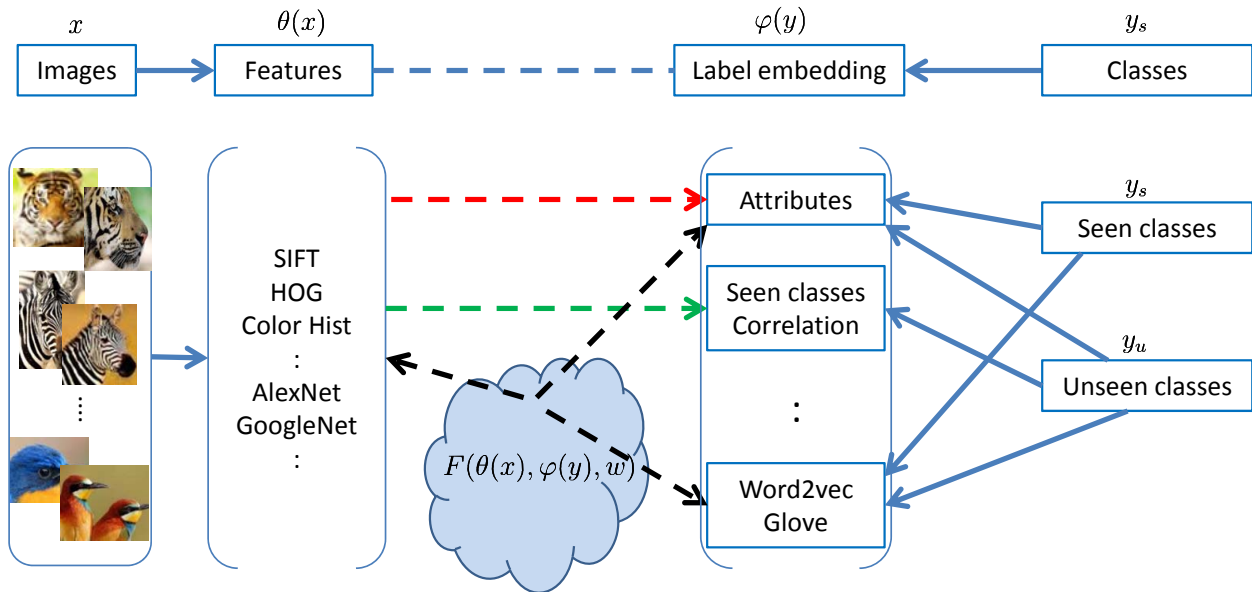 x
θ(x)
φ(y)
y_s
Images
Features
Label embedding
Classes
SIFT
HOG
Color Hist
:
AlexNet
GoogleNet
:
F(θ(x), φ(y), w)
Attributes
Seen classes
Correlation
:
Word2vec
Glove
y_s
Seen classes
y_u
Unseen classes